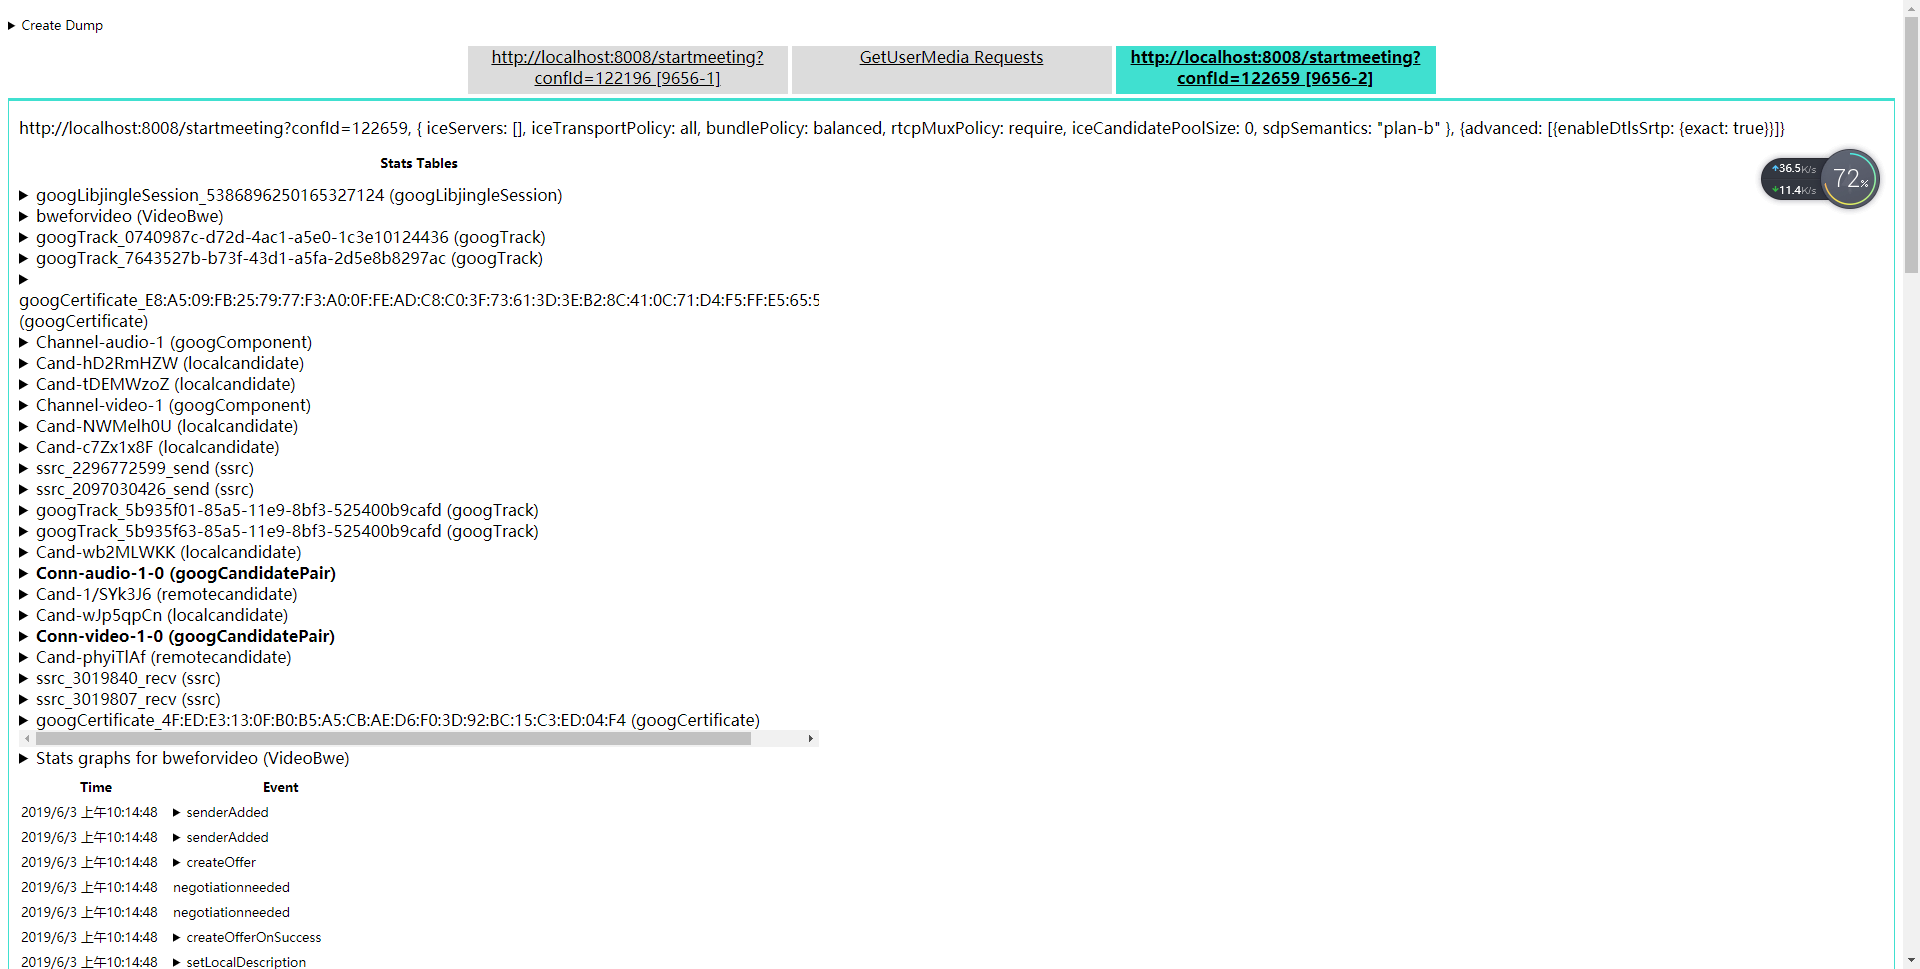 Create Dump
http://localhost:8008/startmeeting?
confId=122196 [9656-1]
GetUserMedia Requests
http://localhost:8008/startmeeting?
confId=122659 [9656-2]
http://localhost:8008/startmeeting?confId=122659, { iceServers: [], iceTransportPolicy: all, bundlePolicy: balanced, rtcpMuxPolicy: require, iceCandidatePoolSize: 0, sdpSemantics: "plan-b" }, {advanced: [{enableDtlsSrtp: {exact: true}}]}
36.5K/s
11.4K/s
72%
Stats Tables
googLibjingleSession_5386896250165327124 (googLibjingleSession)
bweforvideo (VideoBwe)
googTrack_0740987c-d72d-4ac1-a5e0-1c3e10124436 (googTrack)
googTrack_7643527b-b73f-43d1-a5fa-2d5e8b8297ac (googTrack)
googCertificate_E8:A5:09:FB:25:79:77:F3:A0:0F:FE:AD:C8:C0:3F:73:61:3D:3E:B2:8C:41:0C:71:D4:F5:FF:E5:65:5
(googCertificate)
Channel-audio-1 (googComponent)
Cand-hD2RmHZW (localcandidate)
Cand-tDEMWzoZ (localcandidate)
Channel-video-1 (googComponent)
Cand-NWMelh0U (localcandidate)
Cand-c7Zx1x8F (localcandidate)
ssrc_2296772599_send (ssrc)
ssrc_2097030426_send (ssrc)
googTrack_5b935f01-85a5-11e9-8bf3-525400b9cafd (googTrack)
googTrack_5b935f63-85a5-11e9-8bf3-525400b9cafd (googTrack)
Cand-wb2MLWKK (localcandidate)
Conn-audio-1-0 (googCandidatePair)
Cand-1/SYk3J6 (remotecandidate)
Cand-wJp5qpCn (localcandidate)
Conn-video-1-0 (googCandidatePair)
Cand-phyiTlAf (remotecandidate)
ssrc_3019840_recv (ssrc)
ssrc_3019807_recv (ssrc)
googCertificate_4F:ED:E3:13:0F:B0:B5:A5:CB:AE:D6:F0:3D:92:BC:15:C3:ED:04:F4 (googCertificate)
Stats graphs for bweforvideo (VideoBwe)
Time Event
2019/6/3 上午10:14:48 senderAdded
2019/6/3 上午10:14:48 senderAdded
2019/6/3 上午10:14:48 createOffer
2019/6/3 上午10:14:48 negotiationneeded
2019/6/3 上午10:14:48 negotiationneeded
2019/6/3 上午10:14:48 createOfferOnSuccess
2019/6/3 上午10:14:48 setLocalDescription